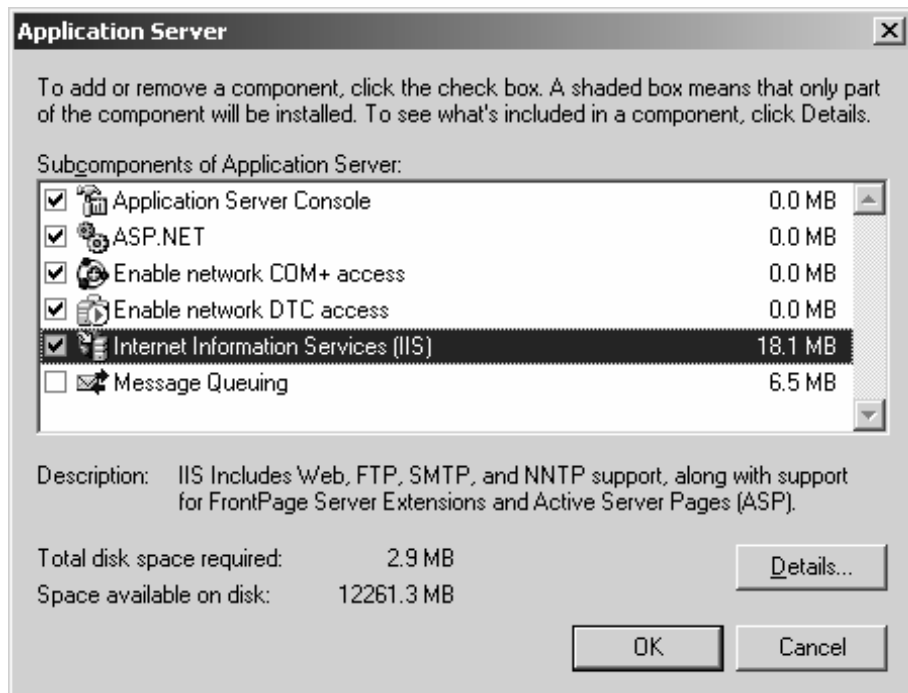 Application Server
To add or remove a component, click the check box. A shaded box means that only part
of the component will be installed. To see what's included in a component, click Details.
Subcomponents of Application Server:
Application Server Console 0.0 MB
ASP.NET 0.0 MB
Enable network COM+ access 0.0 MB
Enable network DTC access 0.0 MB
Internet Information Services (IIS) 18.1 MB
Message Queuing 6.5 MB
Description: IIS Includes Web, FTP, SMTP, and NNTP support, along with support
for FrontPage Server Extensions and Active Server Pages (ASP).
Total disk space required: 2.9 MB
Space available on disk: 12261.3 MB
Details...
OK Cancel